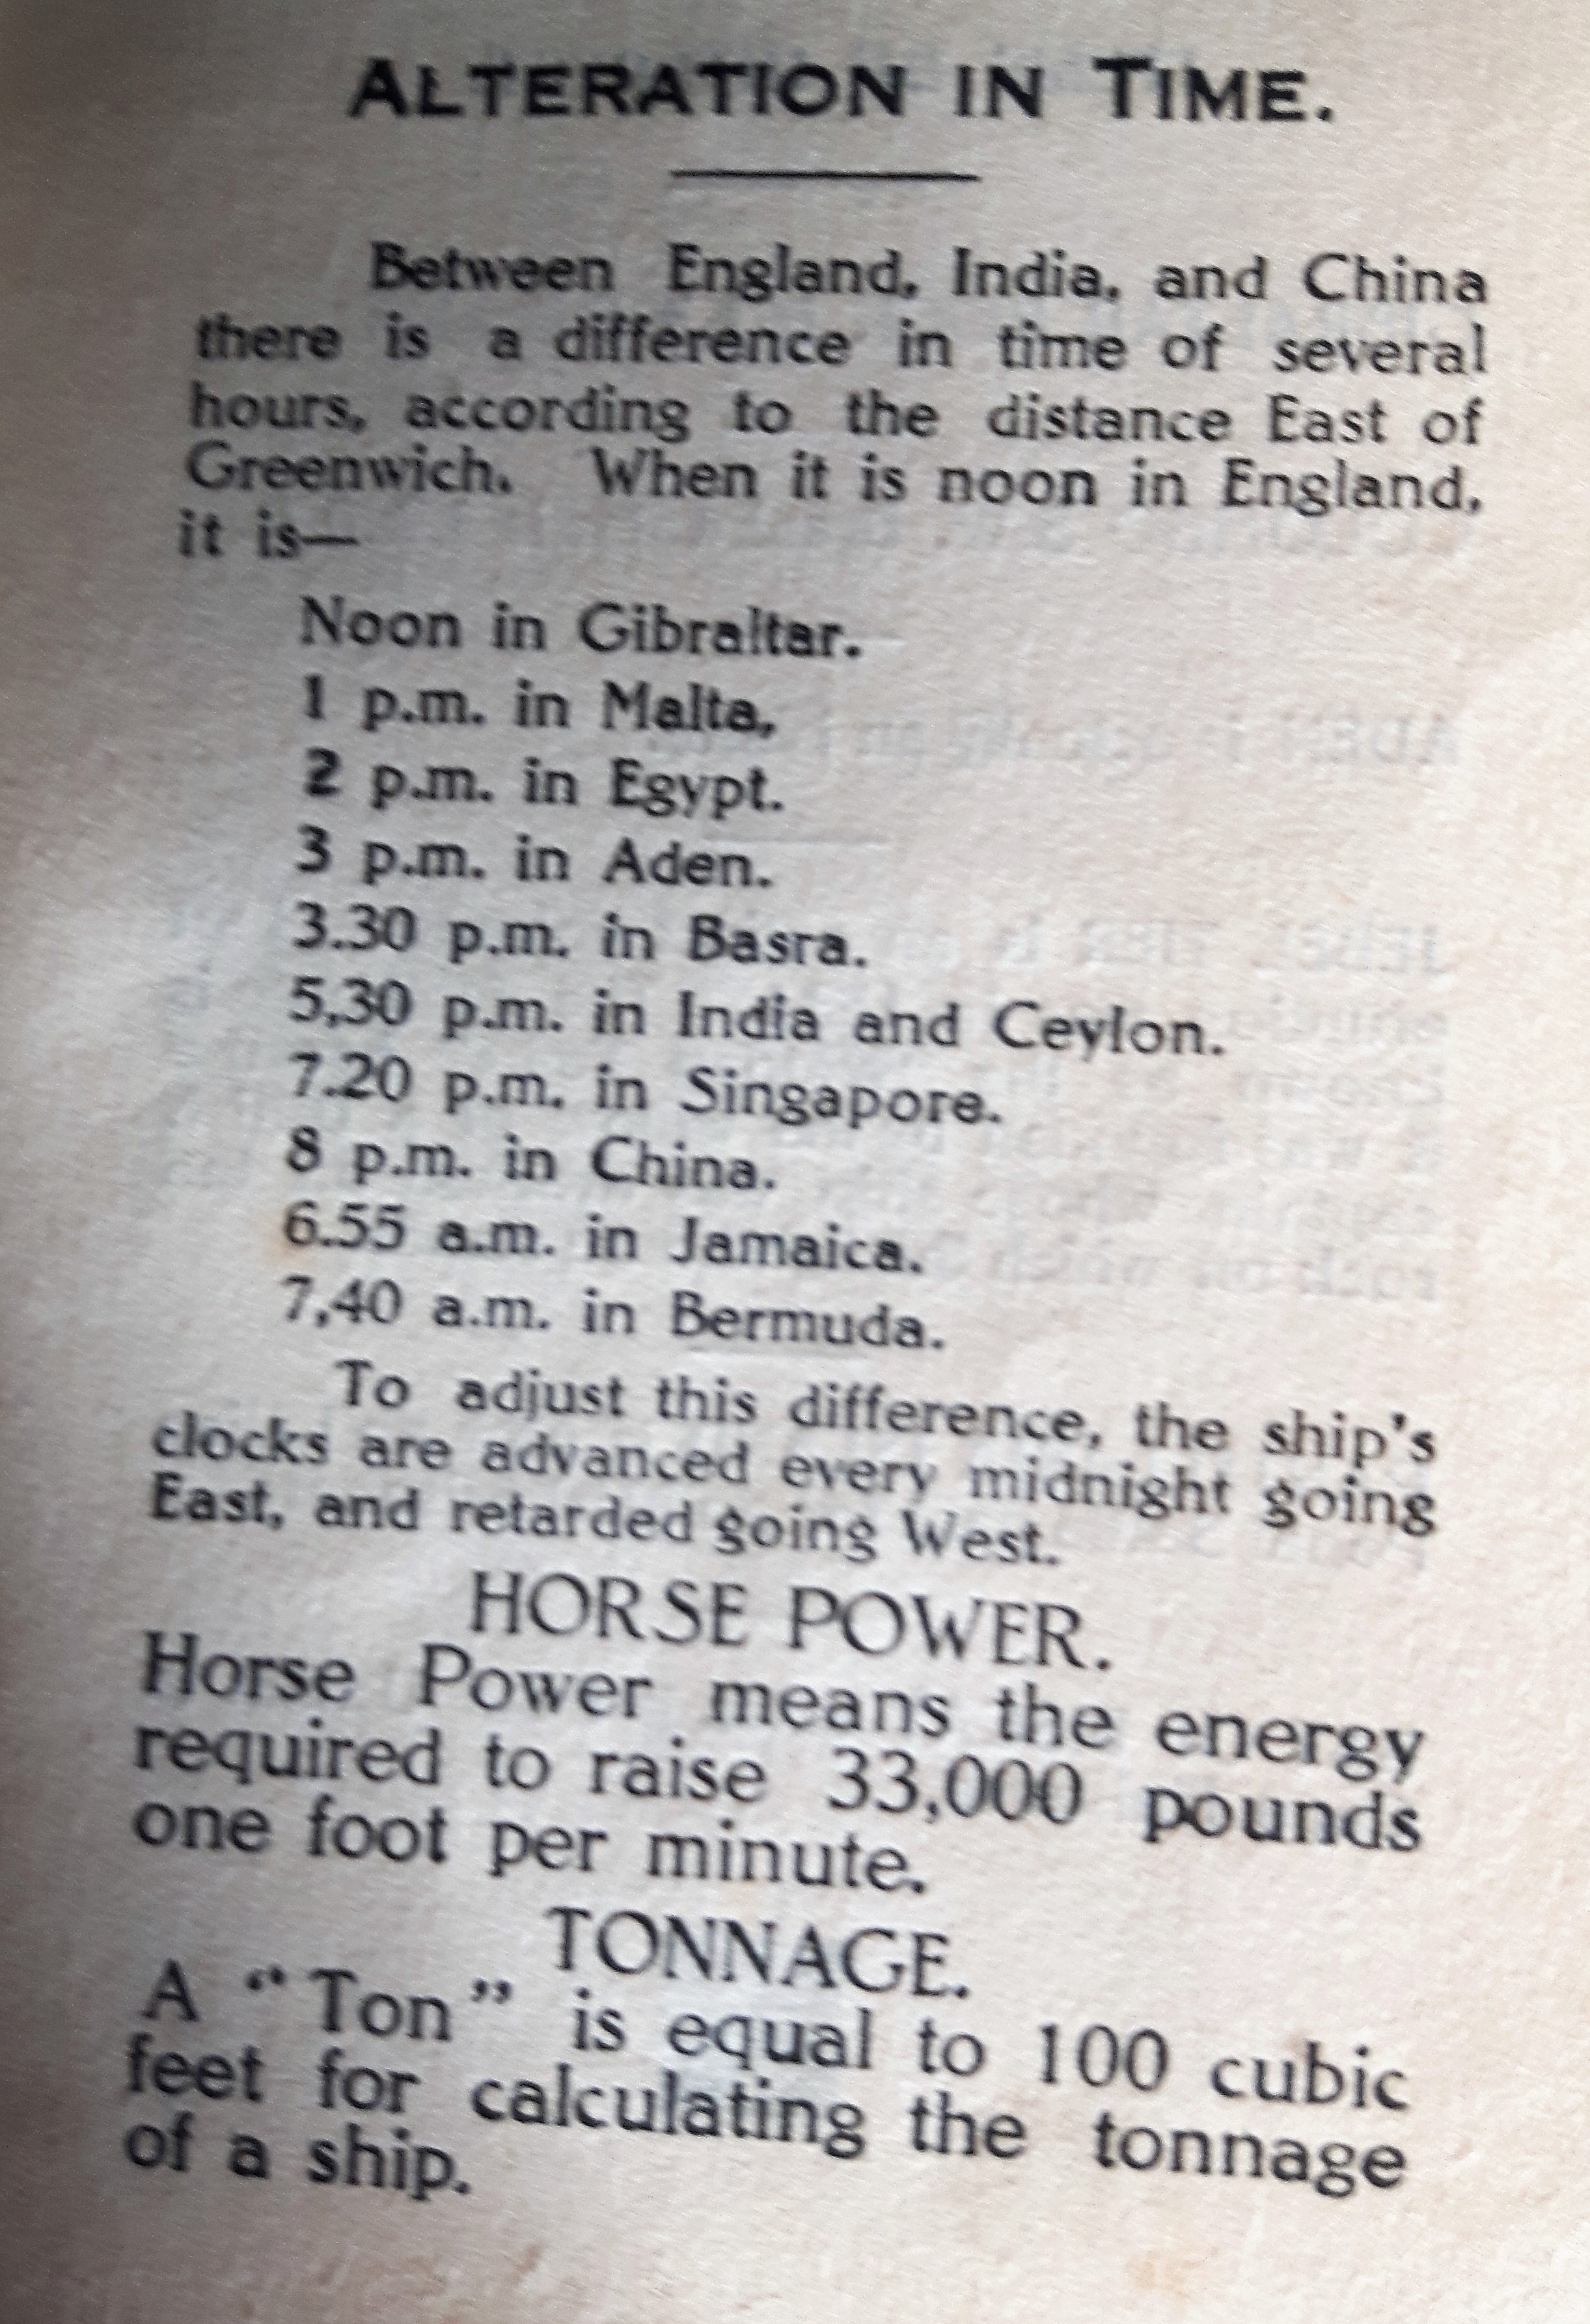 ALTERATION IN TIME.
Between England, India, and China
there is a difference in time of several
hours, according to the distance East of
Greenwich. When it is noon in England,
it is—
Noon in Gibraltar.
1 p.m. in Malta,
2 p.m. in Egypt.
3 p.m. in Aden.
3.30 p.m. in Basra.
5,30 p.m. in India and Ceylon.
7.20 p.m. in Singapore.
8 p.m. in China.
6.55 a.m. in Jamaica.
7,40 a.m. in Bermuda.
To adjust this difference, the ship's
clocks are advanced every midnight going
East, and retarded going West.
HORSE POWER.
Horse Power means the energy
required to raise 33,000 pounds
one foot per minute.
TONNAGE.
A “Ton” is equal to 100 cubic
feet for calculating the tonnage
of a ship.